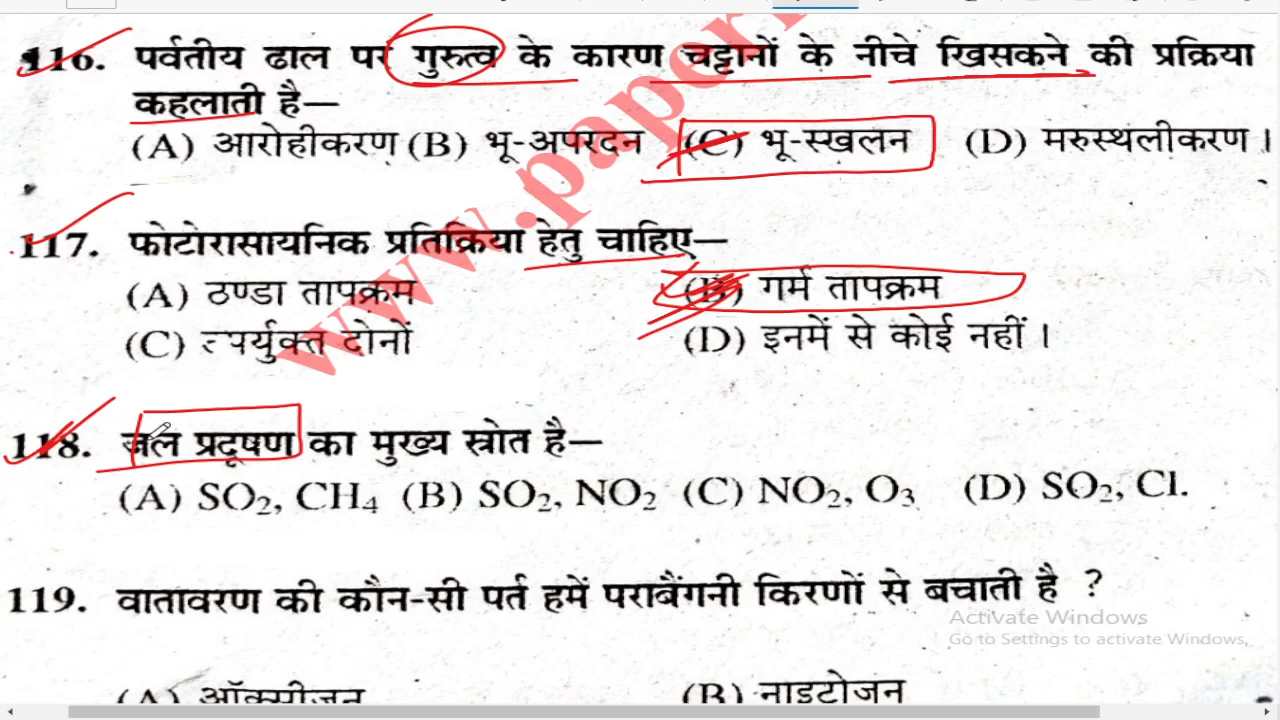 116. पर्वतीय ढाल पर गुरुत्व के कारण चट्टानों के नीचे खिसकने की प्रक्रिया
कहलाती है—
(A) आरोहीकरण (B) भू-अपरदन (C) भू-स्खलन (D) मरुस्थलीकरण ।
117. फोटोरासायनिक प्रतिक्रिया हेतु चाहिए—
(A) ठण्डा तापक्रम (B) गर्म तापक्रम
(C) उपर्युक्त दोनों (D) इनमें से कोई नहीं ।
118. जल प्रदूषण का मुख्य स्रोत है—
(A) SO₂, CH₄ (B) SO₂, NO₂ (C) NO₂, O₃ (D) SO₂, Cl.
119. वातावरण की कौन-सी पर्त हमें पराबैंगनी किरणों से बचाती है ?
Activate Windows
Go to Settings to activate Windows.
(A) ऑक्सीजन (B) नाइट्रोजन
www.paper